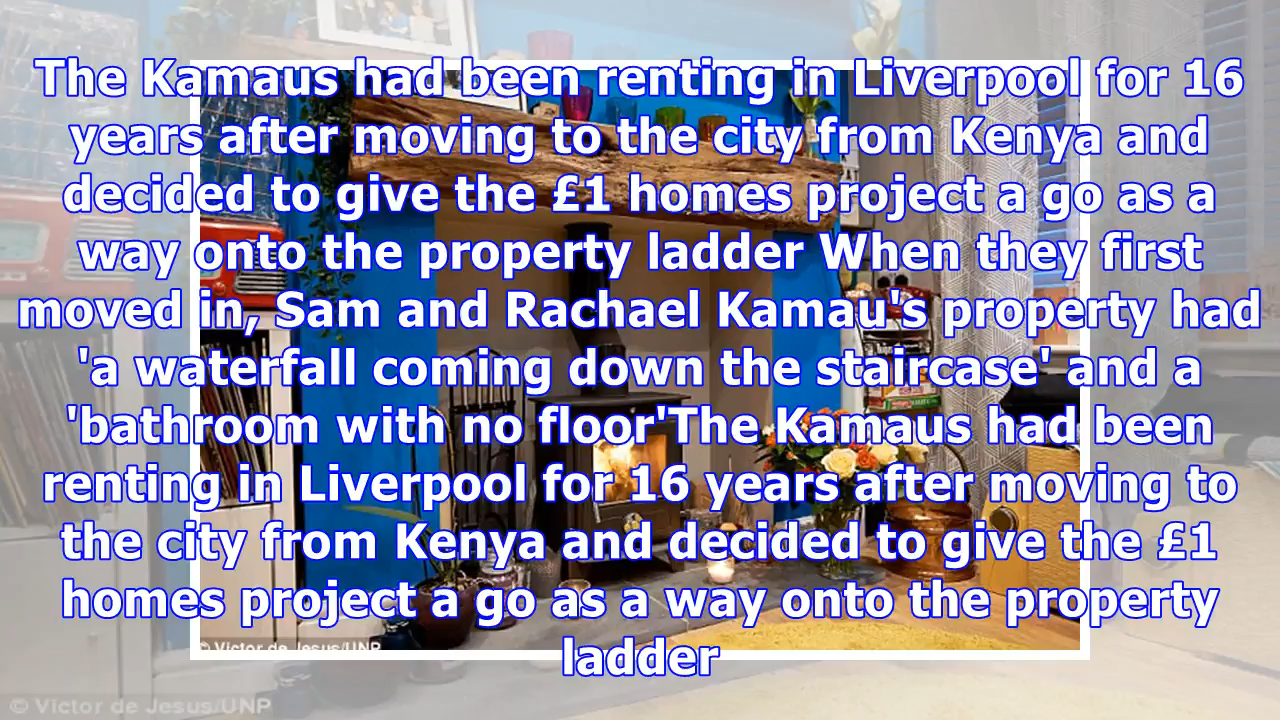 The Kamaus had been renting in Liverpool for 16
years after moving to the city from Kenya and
decided to give the £1 homes project a go as a
way onto the property ladder When they first
moved in, Sam and Rachael Kamau's property had
'a waterfall coming down the staircase' and a
'bathroom with no floor'The Kamaus had been
renting in Liverpool for 16 years after moving to
the city from Kenya and decided to give the £1
homes project a go as a way onto the property
ladder
© Victor de Jesus/UNP
© Victor de Jesus/UNP